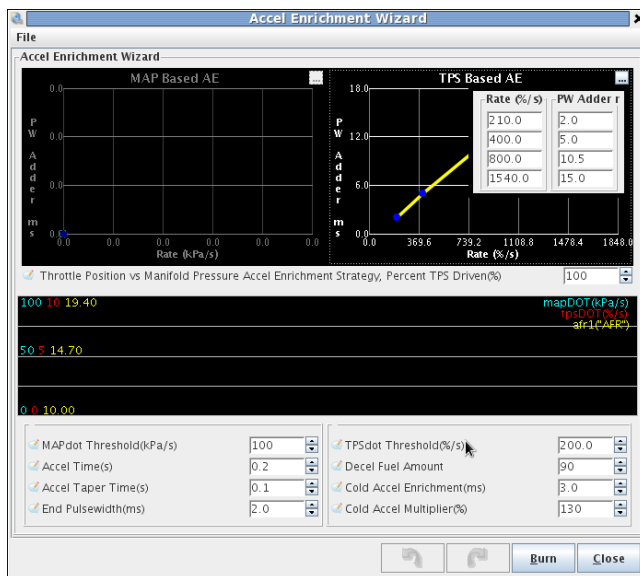 Accel Enrichment Wizard
File
Accel Enrichment Wizard
MAP Based AE
...
PW Adder ms
0.0
0.0
0.0
0.0
0.0 0.0 0.0 0.0 0.0 0.0
Rate (kPa/s)
TPS Based AE
...
PW Adder ms
18.0
12.0
6.0
0.0
0.0 369.6 739.2 1108.8 1478.4 1848.0
Rate (%/s)
Rate (%/s) PW Adder r
210.0 2.0
400.0 5.0
800.0 10.5
1540.0 15.0
Throttle Position vs Manifold Pressure Accel Enrichment Strategy, Percent TPS Driven(%) 100
100 10 19.40 mapDOT(kPa/s)
tpsDOT(%/s)
afr1("AFR")
50 5 14.70
0 0 10.00
MAPdot Threshold(kPa/s) 100
Accel Time(s) 0.2
Accel Taper Time(s) 0.1
End Pulsewidth(ms) 2.0
TPSdot Threshold(%/s) 200.0
Decel Fuel Amount 90
Cold Accel Enrichment(ms) 3.0
Cold Accel Multiplier(%) 130
Burn Close